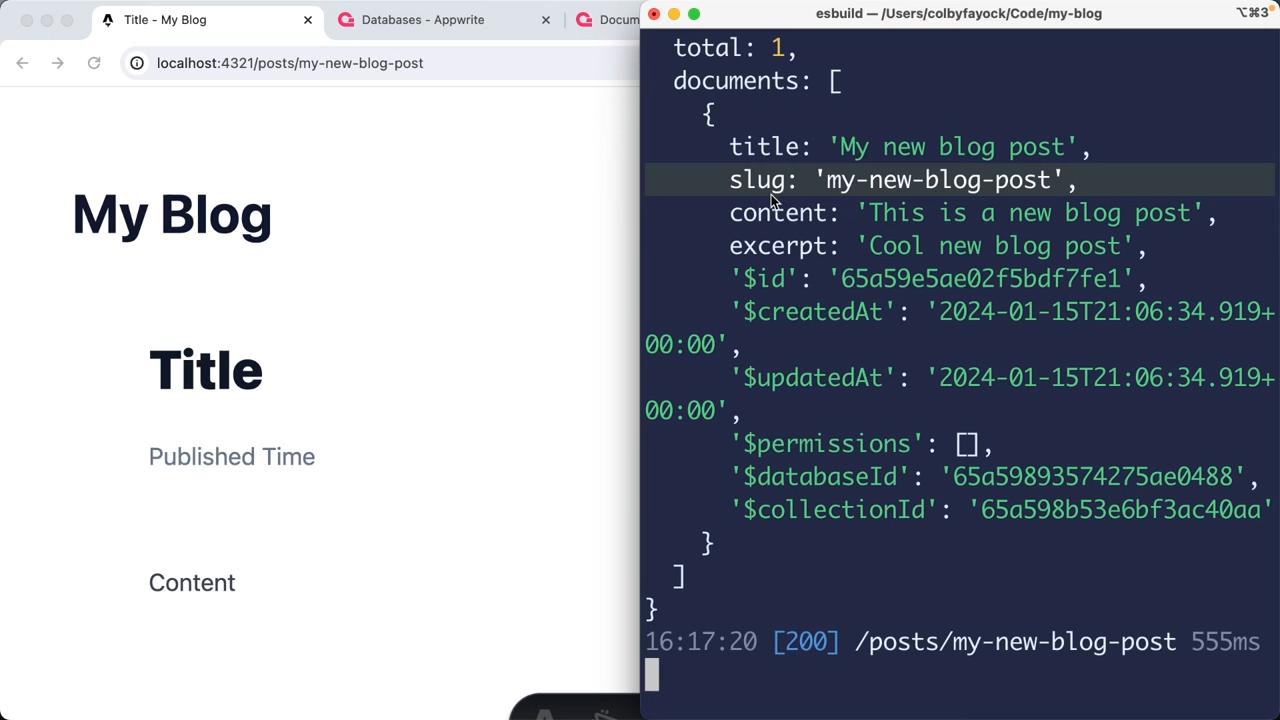 Title - My Blog
Databases - Appwrite
Docum
localhost:4321/posts/my-new-blog-post
My Blog
Title
Published Time
Content
esbuild — /Users/colbyfayock/Code/my-blog
⌥⌘3
total: 1,
documents: [
{
title: 'My new blog post',
slug: 'my-new-blog-post',
content: 'This is a new blog post',
excerpt: 'Cool new blog post',
'$id': '65a59e5ae02f5bdf7fe1',
'$createdAt': '2024-01-15T21:06:34.919+
00:00',
'$updatedAt': '2024-01-15T21:06:34.919+
00:00',
'$permissions': [],
'$databaseId': '65a59893574275ae0488',
'$collectionId': '65a598b53e6bf3ac40aa'
}
]
}
16:17:20 [200] /posts/my-new-blog-post 555ms